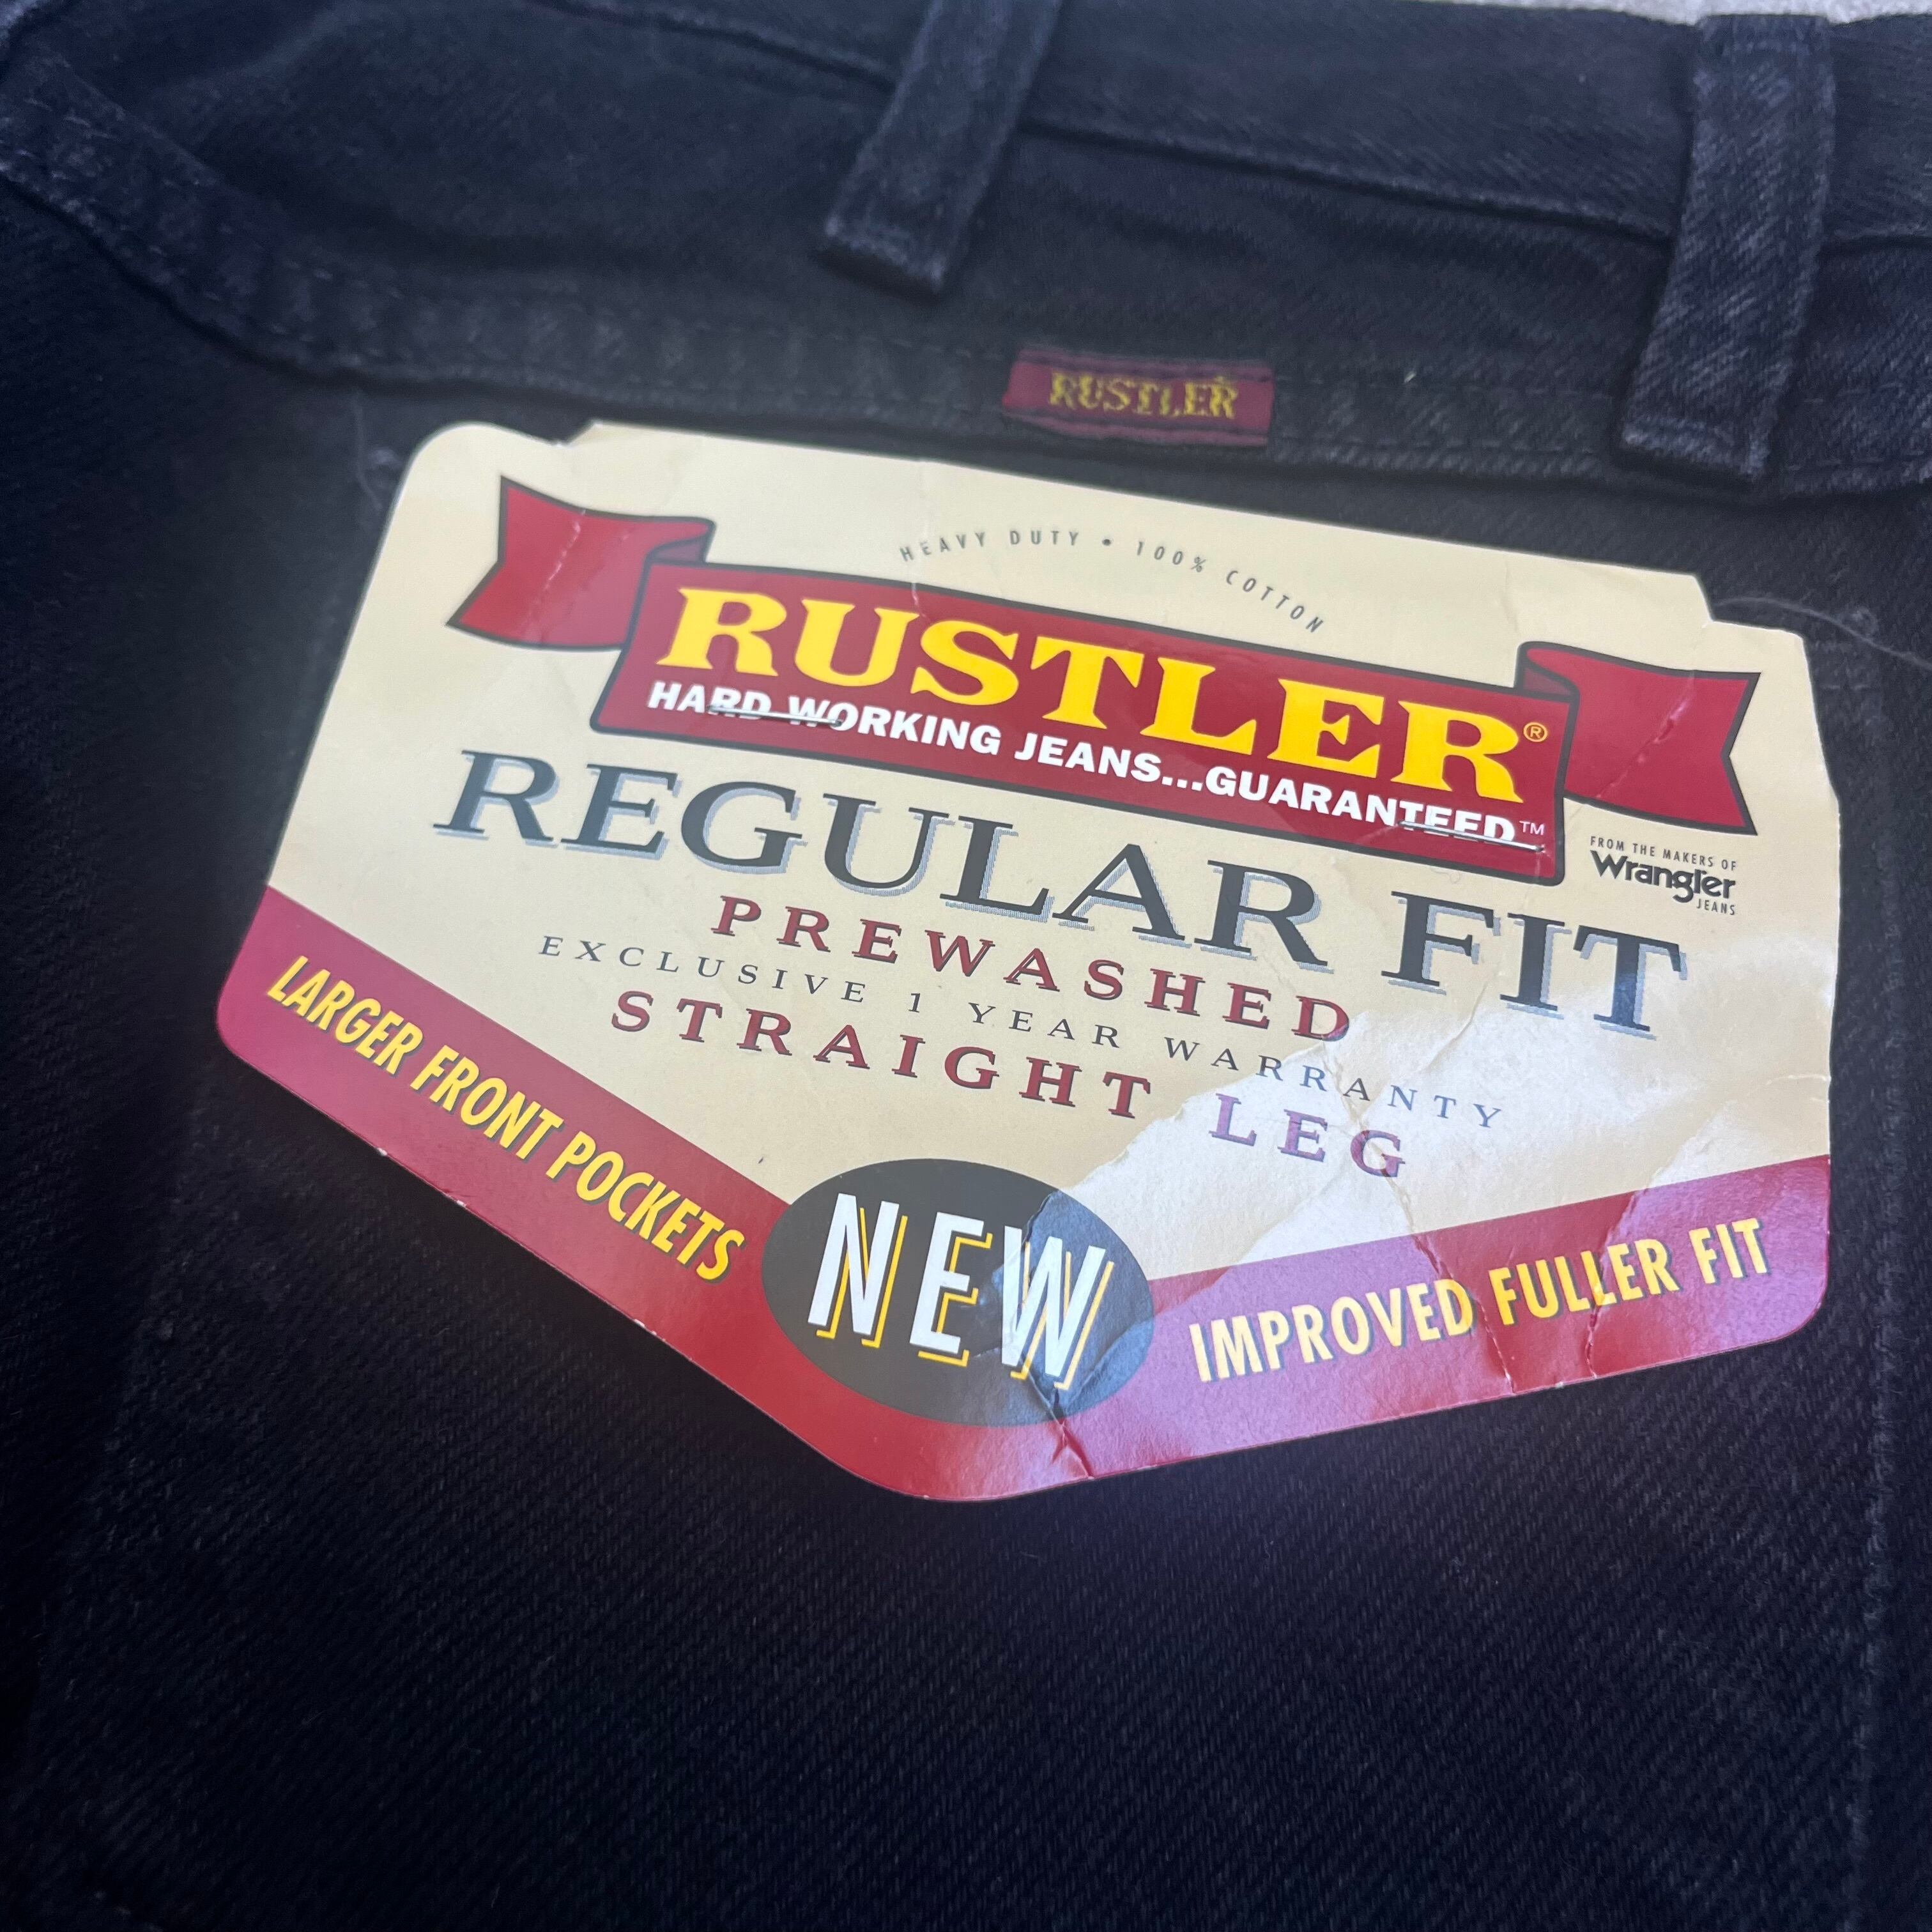 RUSTLER
HEAVY DUTY • 100% COTTON
RUSTLER®
HARD WORKING JEANS...GUARANTEED™
FROM THE MAKERS OF
Wrangler
JEANS
REGULAR FIT
PREWASHED
EXCLUSIVE 1 YEAR WARRANTY
STRAIGHT LEG
LARGER FRONT POCKETS
NEW
IMPROVED FULLER FIT